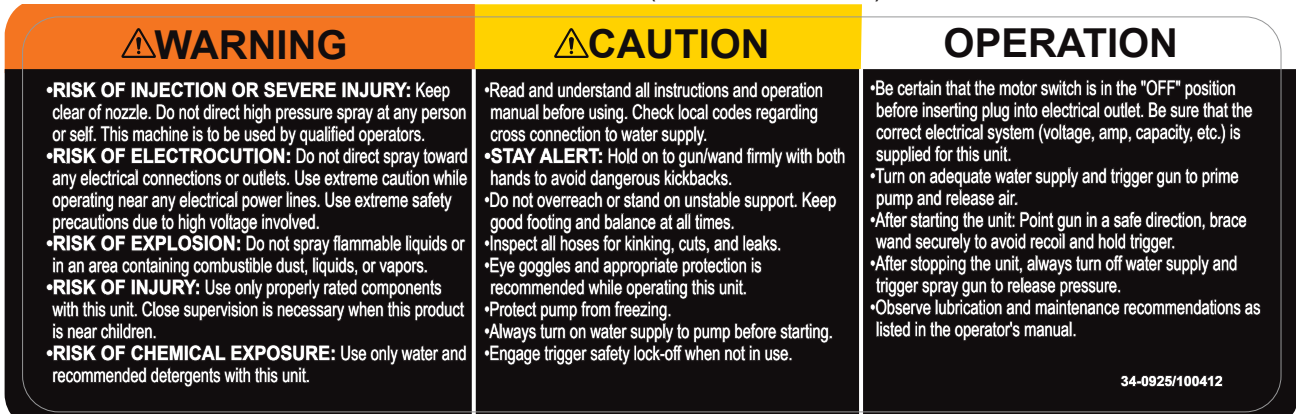 ⚠WARNING
•RISK OF INJECTION OR SEVERE INJURY: Keep
clear of nozzle. Do not direct high pressure spray at any person
or self. This machine is to be used by qualified operators.
•RISK OF ELECTROCUTION: Do not direct spray toward
any electrical connections or outlets. Use extreme caution while
operating near any electrical power lines. Use extreme safety
precautions due to high voltage involved.
•RISK OF EXPLOSION: Do not spray flammable liquids or
in an area containing combustible dust, liquids, or vapors.
•RISK OF INJURY: Use only properly rated components
with this unit. Close supervision is necessary when this product
is near children.
•RISK OF CHEMICAL EXPOSURE: Use only water and
recommended detergents with this unit.
⚠CAUTION
•Read and understand all instructions and operation
manual before using. Check local codes regarding
cross connection to water supply.
•STAY ALERT: Hold on to gun/wand firmly with both
hands to avoid dangerous kickbacks.
•Do not overreach or stand on unstable support. Keep
good footing and balance at all times.
•Inspect all hoses for kinking, cuts, and leaks.
•Eye goggles and appropriate protection is
recommended while operating this unit.
•Protect pump from freezing.
•Always turn on water supply to pump before starting.
•Engage trigger safety lock-off when not in use.
OPERATION
•Be certain that the motor switch is in the "OFF" position
before inserting plug into electrical outlet. Be sure that the
correct electrical system (voltage, amp, capacity, etc.) is
supplied for this unit.
•Turn on adequate water supply and trigger gun to prime
pump and release air.
•After starting the unit: Point gun in a safe direction, brace
wand securely to avoid recoil and hold trigger.
•After stopping the unit, always turn off water supply and
trigger spray gun to release pressure.
•Observe lubrication and maintenance recommendations as
listed in the operator's manual.
34-0925/100412